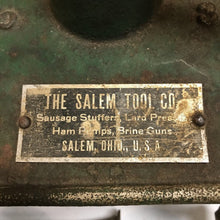 THE SALEM TOOL CO.
Sausage Stuffers, Lard Presses
Ham Pumps, Brine Guns
SALEM, OHIO, U.S.A